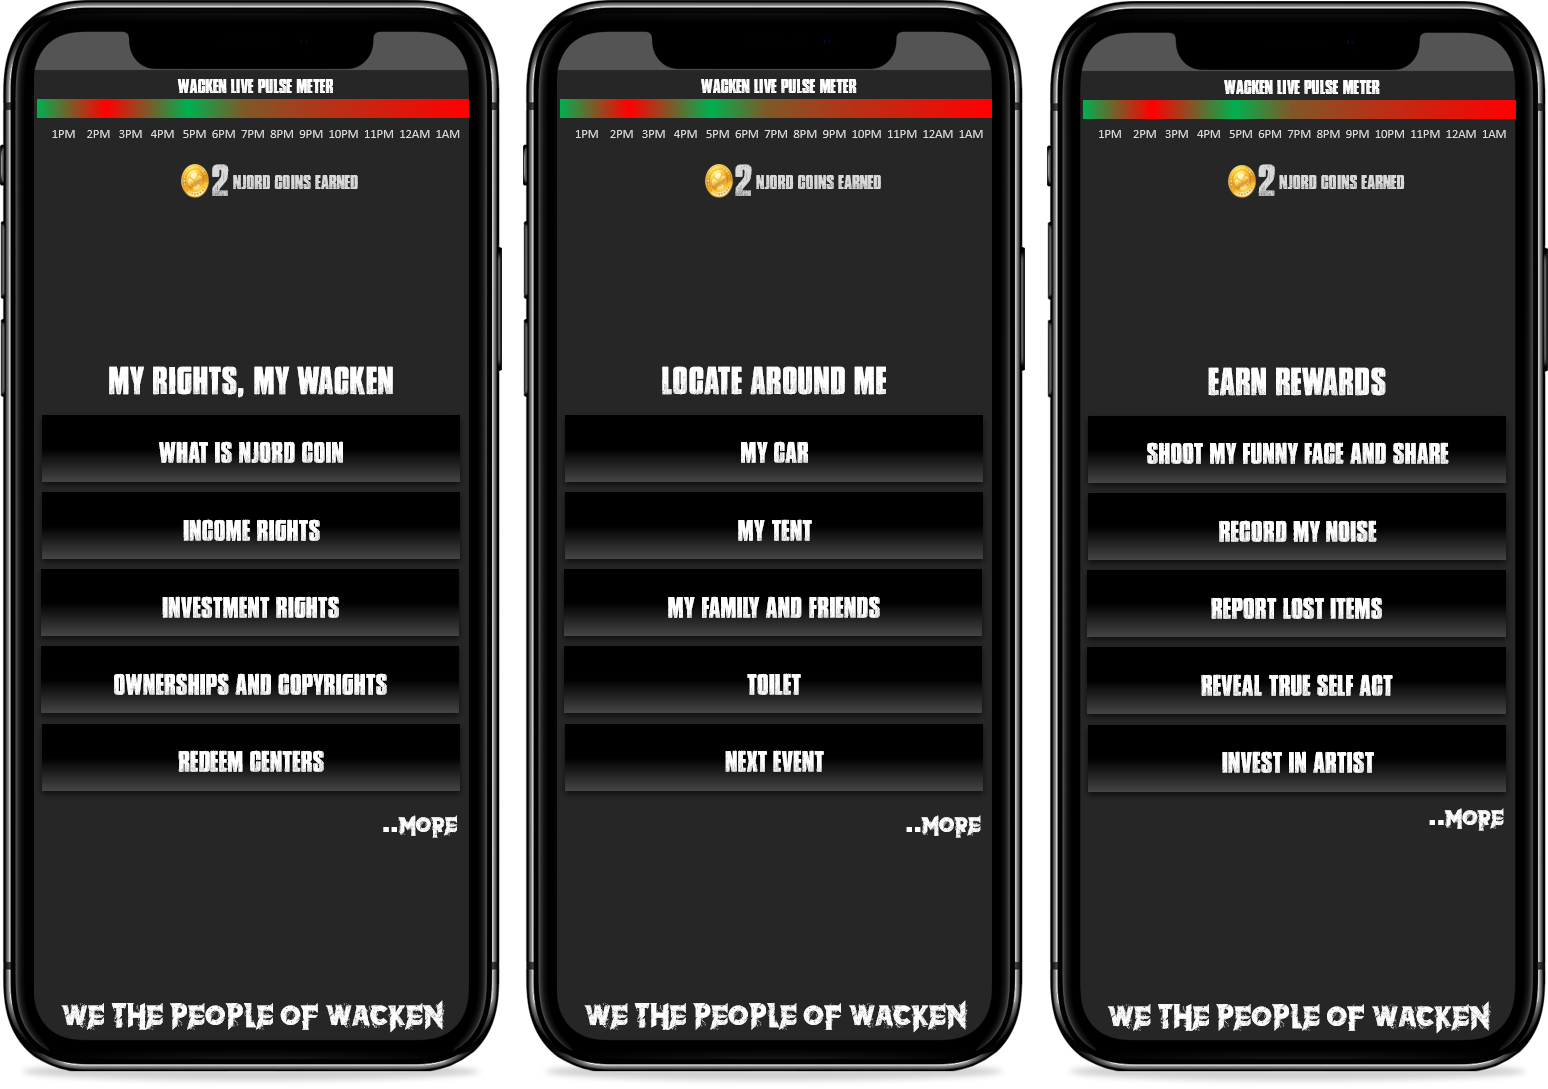 WACKEN LIVE PULSE METER
1PM 2PM 3PM 4PM 5PM 6PM 7PM 8PM 9PM 10PM 11PM 12AM 1AM
2 NJORD COINS EARNED
MY RIGHTS, MY WACKEN
WHAT IS NJORD COIN
INCOME RIGHTS
INVESTMENT RIGHTS
OWNERSHIPS AND COPYRIGHTS
REDEEM CENTERS
..MORE
WE THE PEOPLE OF WACKEN
WACKEN LIVE PULSE METER
1PM 2PM 3PM 4PM 5PM 6PM 7PM 8PM 9PM 10PM 11PM 12AM 1AM
2 NJORD COINS EARNED
LOCATE AROUND ME
MY CAR
MY TENT
MY FAMILY AND FRIENDS
TOILET
NEXT EVENT
..MORE
WE THE PEOPLE OF WACKEN
WACKEN LIVE PULSE METER
1PM 2PM 3PM 4PM 5PM 6PM 7PM 8PM 9PM 10PM 11PM 12AM 1AM
2 NJORD COINS EARNED
EARN REWARDS
SHOOT MY FUNNY FACE AND SHARE
RECORD MY NOISE
REPORT LOST ITEMS
REVEAL TRUE SELF ACT
INVEST IN ARTIST
..MORE
WE THE PEOPLE OF WACKEN